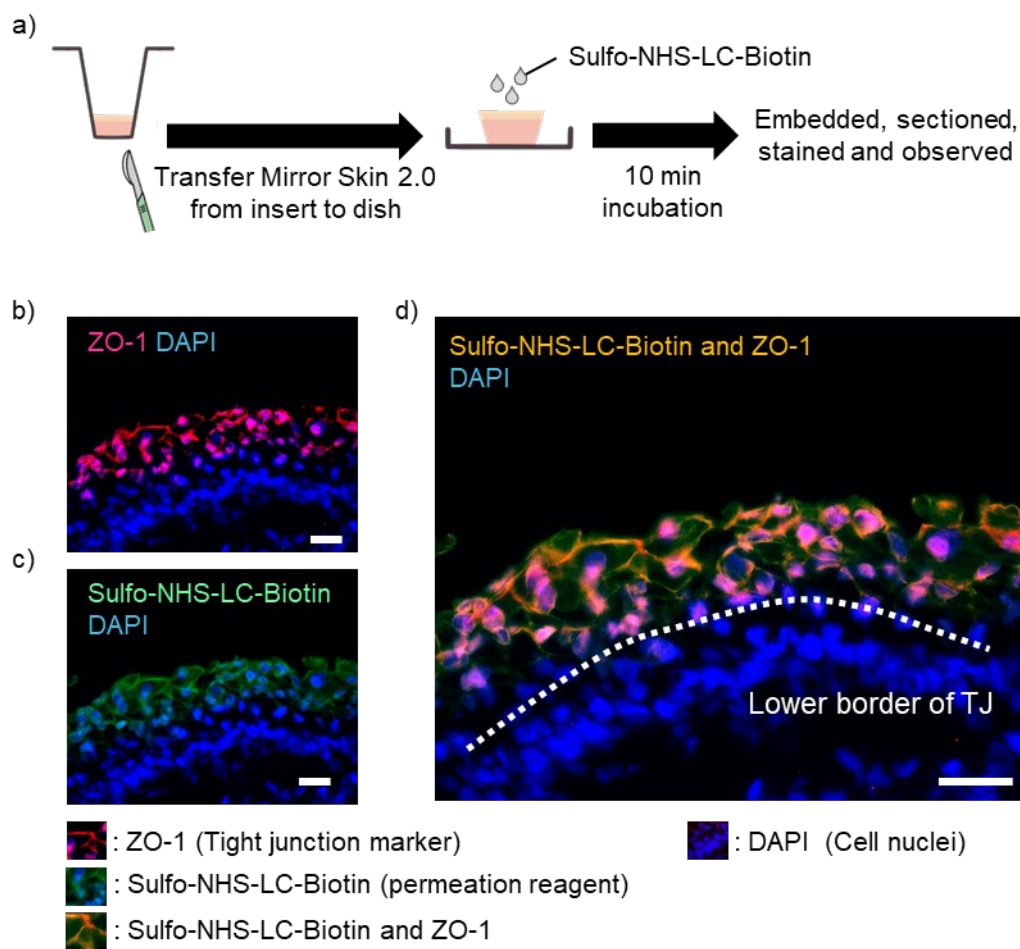 a)
Sulfo-NHS-LC-Biotin
Transfer Mirror Skin 2.0
from insert to dish
10 min
incubation
Embedded, sectioned,
stained and observed
b)
ZO-1 DAPI
c)
Sulfo-NHS-LC-Biotin
DAPI
d)
Sulfo-NHS-LC-Biotin and ZO-1
DAPI
Lower border of TJ
: ZO-1 (Tight junction marker)
: Sulfo-NHS-LC-Biotin (permeation reagent)
: Sulfo-NHS-LC-Biotin and ZO-1
: DAPI (Cell nuclei)